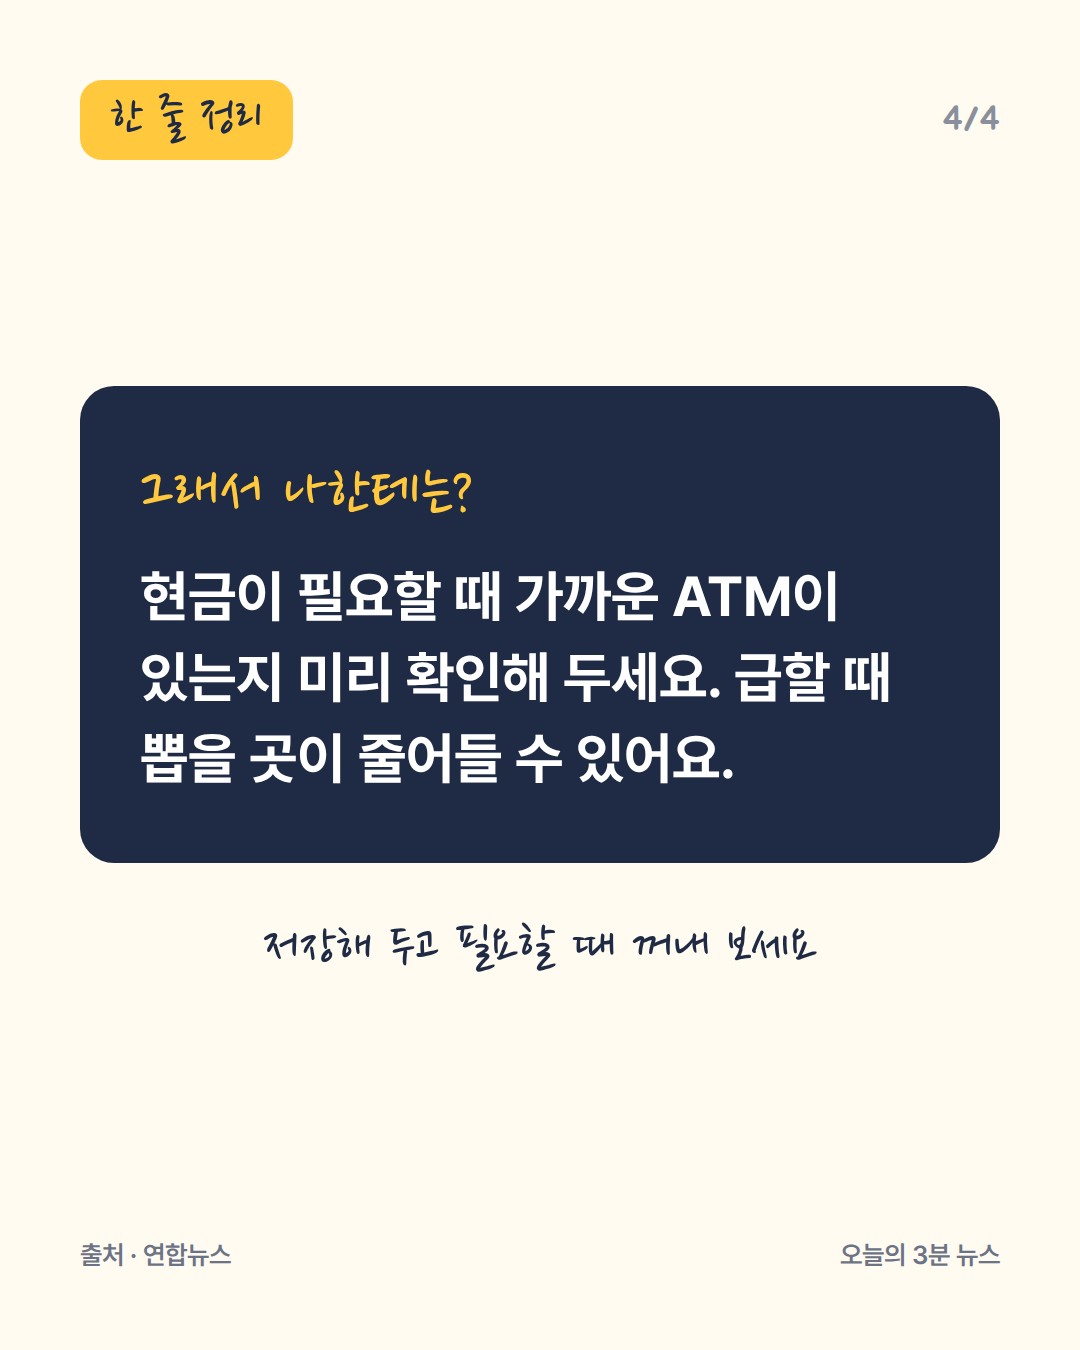 한 줄 정리
4/4
그래서 나한테는?
현금이 필요할 때 가까운 ATM이
있는지 미리 확인해 두세요. 급할 때
뽑을 곳이 줄어들 수 있어요.
저장해 두고 필요할 때 꺼내 보세요
출처 · 연합뉴스
오늘의 3분 뉴스